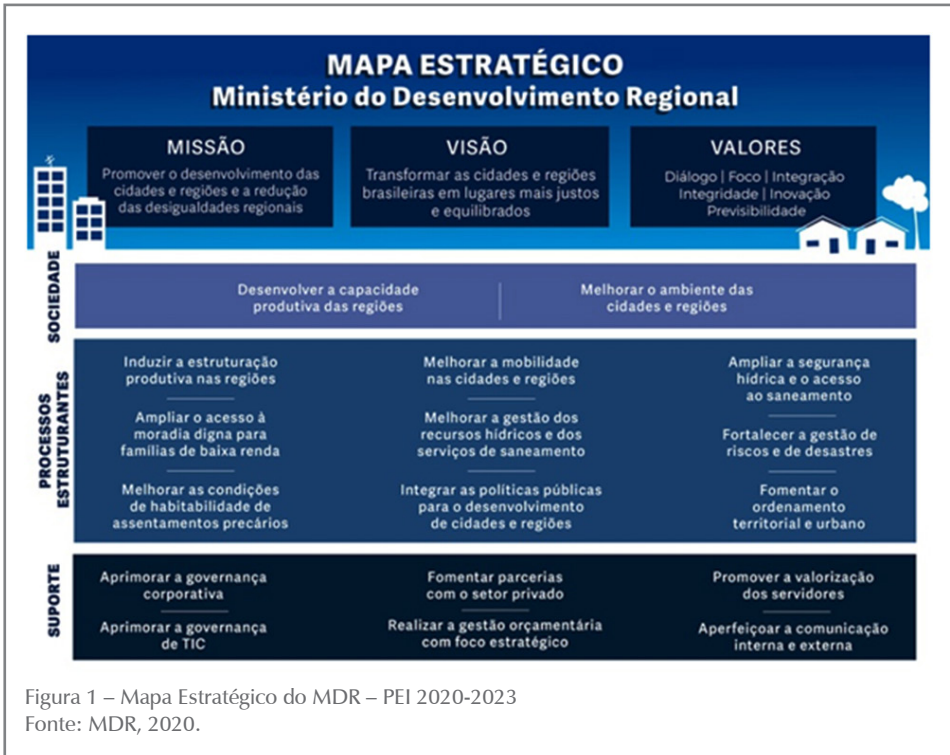 MAPA ESTRATÉGICO
Ministério do Desenvolvimento Regional
MISSÃO
Promover o desenvolvimento das
cidades e regiões e a redução
das desigualdades regionais
VISÃO
Transformar as cidades e regiões
brasileiras em lugares mais justos
e equilibrados
VALORES
Diálogo | Foco | Integração
Integridade | Inovação
Previsibilidade
SOCIEDADE
Desenvolver a capacidade
produtiva das regiões
Melhorar o ambiente das
cidades e regiões
PROCESSOS
ESTRUTURANTES
Induzir a estruturação
produtiva nas regiões
Melhorar a mobilidade
nas cidades e regiões
Ampliar a segurança
hídrica e o acesso
ao saneamento
Ampliar o acesso à
moradia digna para
famílias de baixa renda
Melhorar a gestão dos
recursos hídricos e dos
serviços de saneamento
Fortalecer a gestão de
riscos e de desastres
Melhorar as condições
de habitabilidade de
assentamentos precários
Integrar as políticas públicas
para o desenvolvimento
de cidades e regiões
Fomentar o
ordenamento
territorial e urbano
SUPORTE
Aprimorar a governança
corporativa
Fomentar parcerias
com o setor privado
Promover a valorização
dos servidores
Aprimorar a governança
de TIC
Realizar a gestão orçamentária
com foco estratégico
Aperfeiçoar a comunicação
interna e externa
Figura 1 – Mapa Estratégico do MDR – PEI 2020-2023
Fonte: MDR, 2020.